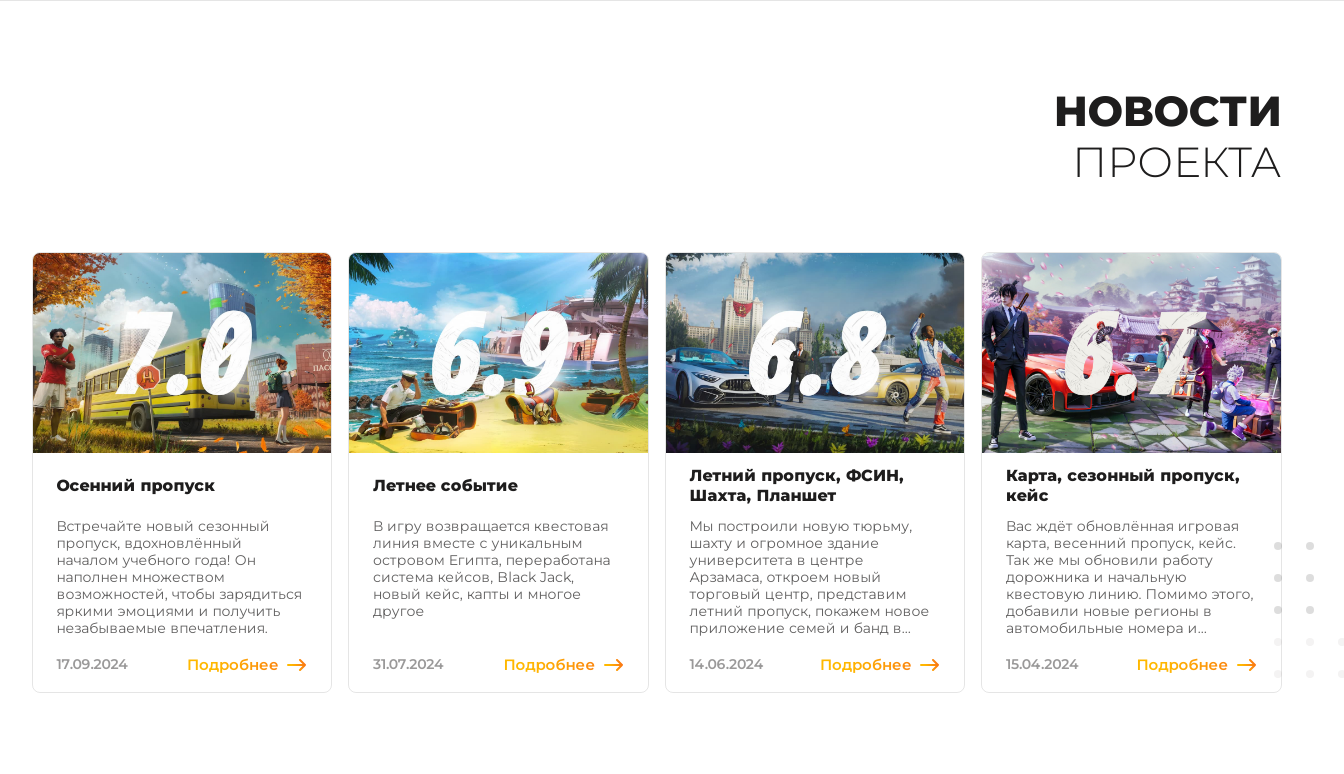 НОВОСТИ
ПРОЕКТА
7.0
Осенний пропуск
Встречайте новый сезонный
пропуск, вдохновлённый
началом учебного года! Он
наполнен множеством
возможностей, чтобы зарядиться
яркими эмоциями и получить
незабываемые впечатления.
17.09.2024
Подробнее
6.9
Летнее событие
В игру возвращается квестовая
линия вместе с уникальным
островом Египта, переработана
система кейсов, Black Jack,
новый кейс, капты и многое
другое
31.07.2024
Подробнее
6.8
Летний пропуск, ФСИН,
Шахта, Планшет
Мы построили новую тюрьму,
шахту и огромное здание
университета в центре
Арзамаса, откроем новый
торговый центр, представим
летний пропуск, покажем новое
приложение семей и банд в...
14.06.2024
Подробнее
6.7
Карта, сезонный пропуск,
кейс
Вас ждёт обновлённая игровая
карта, весенний пропуск, кейс.
Так же мы обновили работу
дорожника и начальную
квестовую линию. Помимо этого,
добавили новые регионы в
автомобильные номера и...
15.04.2024
Подробнее